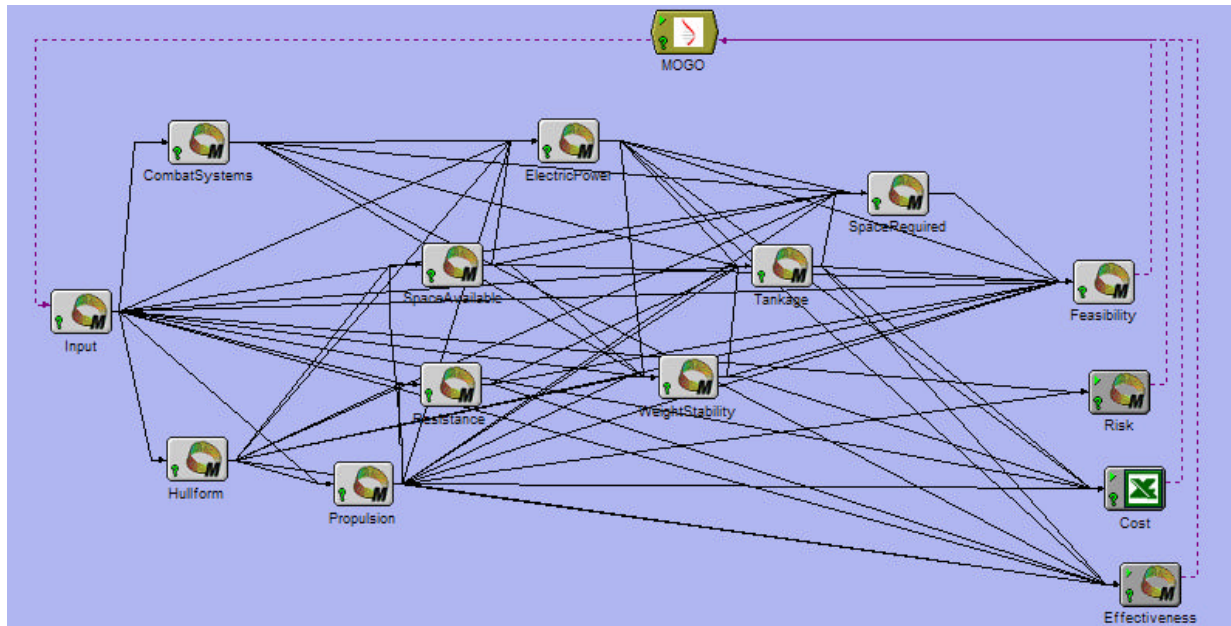 MOGO
CombatSystems
ElectricPower
SpaceRequired
SpaceAvailable
Tankage
Feasibility
Input
Resistance
WeightStability
Risk
Hullform
Propulsion
Cost
Effectiveness